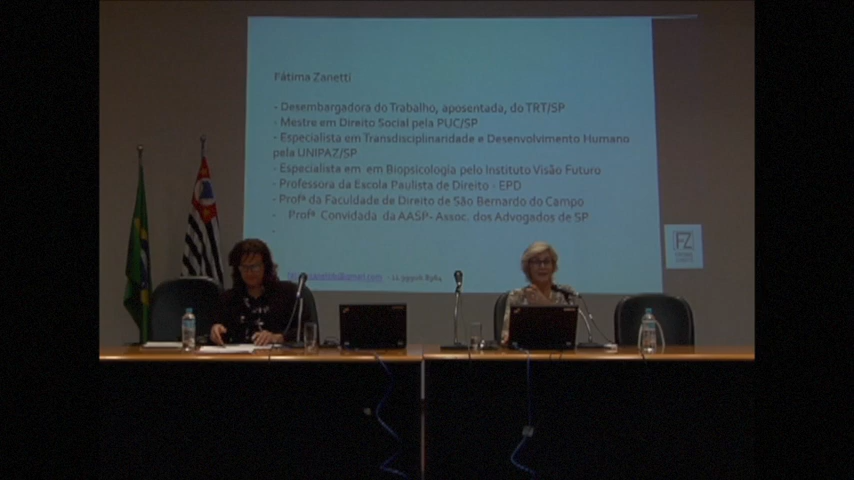 Fátima Zanetti
- Desembargadora do Trabalho, aposentada, do TRT/SP
- Mestre em Direito Social pela PUC/SP
- Especialista em Transdisciplinaridade e Desenvolvimento Humano
pela UNIPAZ/SP
- Especialista em em Biopsicologia pelo Instituto Visão Futuro
- Professora da Escola Paulista de Direito - EPD
- Profª da Faculdade de Direito de São Bernardo do Campo
- Profª Convidada da AASP- Assoc. dos Advogados de SP
-
FZ